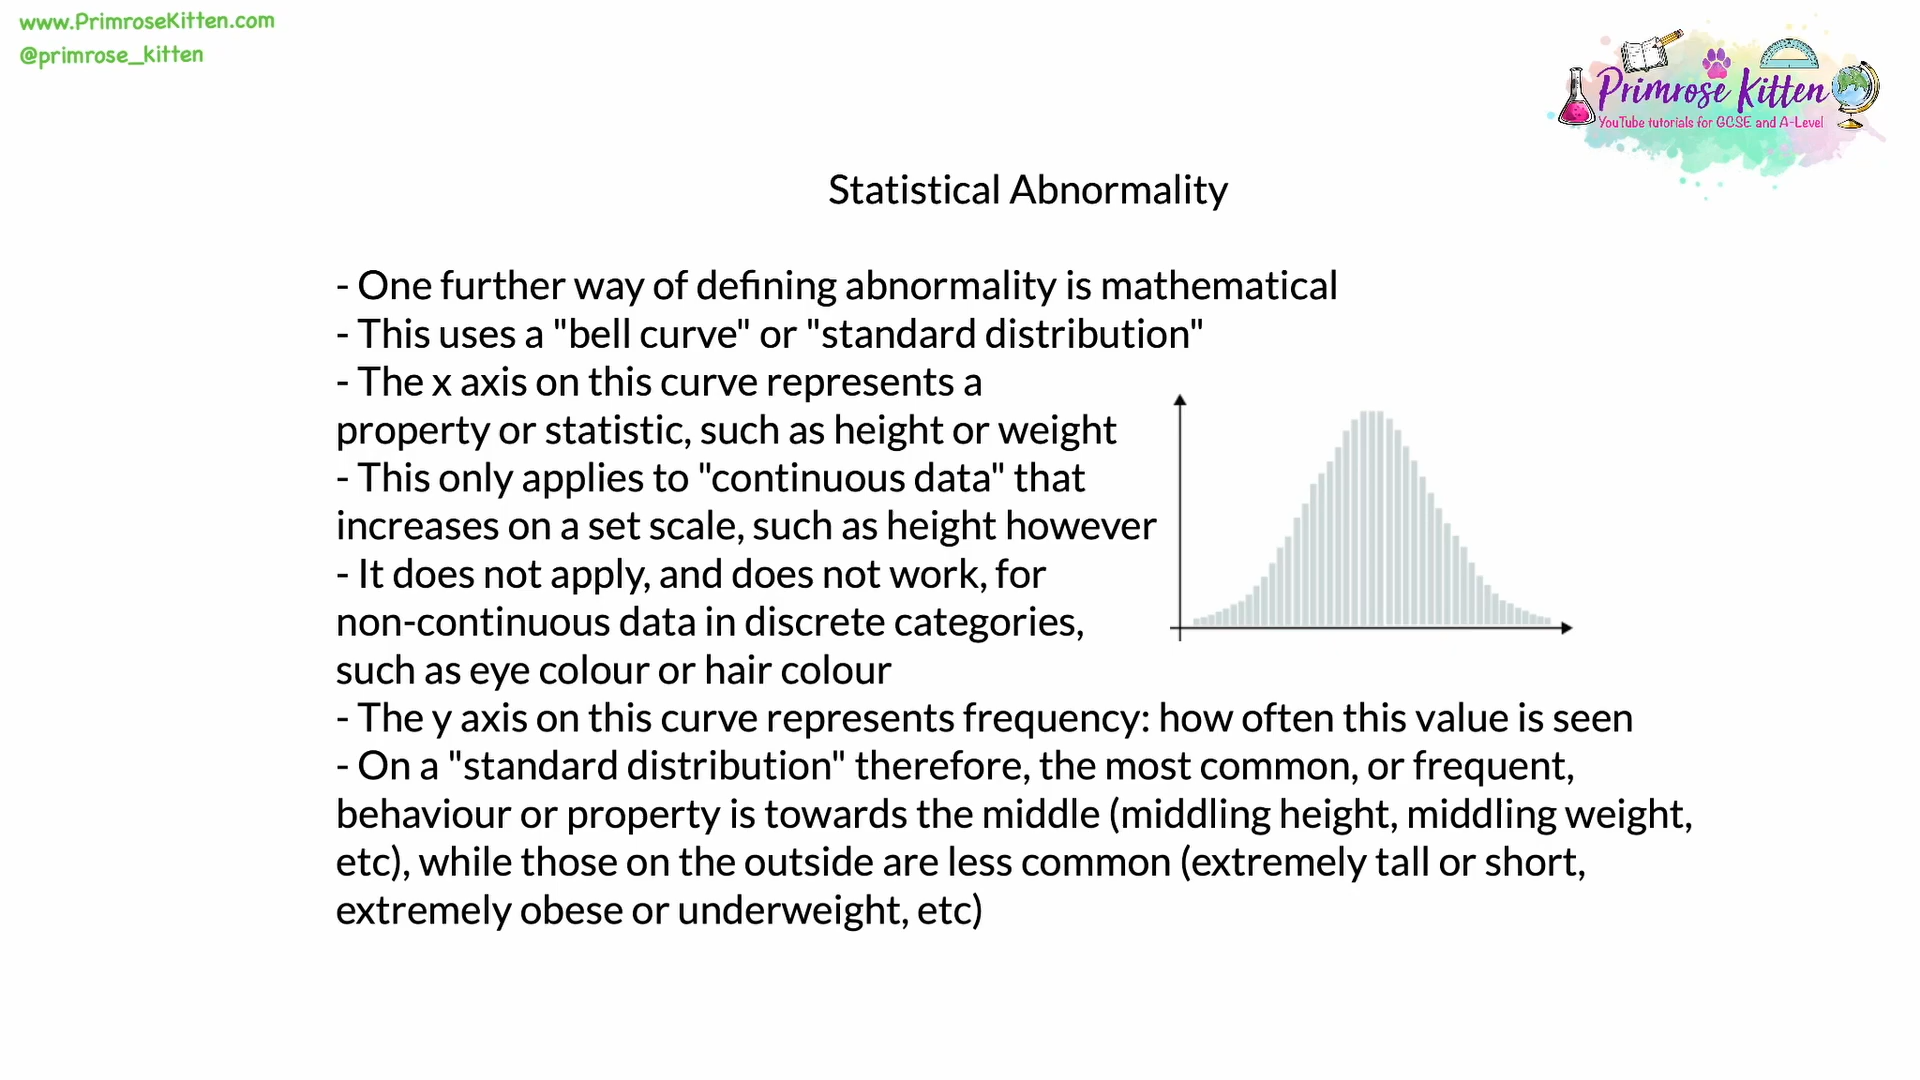 www.PrimroseKitten.com
@primrose_kitten
Primrose Kitten
YouTube tutorials for GCSE and A-Level
Statistical Abnormality
- One further way of defining abnormality is mathematical
- This uses a "bell curve" or "standard distribution"
- The x axis on this curve represents a
property or statistic, such as height or weight
- This only applies to "continuous data" that
increases on a set scale, such as height however
- It does not apply, and does not work, for
non-continuous data in discrete categories,
such as eye colour or hair colour
- The y axis on this curve represents frequency: how often this value is seen
- On a "standard distribution" therefore, the most common, or frequent,
behaviour or property is towards the middle (middling height, middling weight,
etc), while those on the outside are less common (extremely tall or short,
extremely obese or underweight, etc)